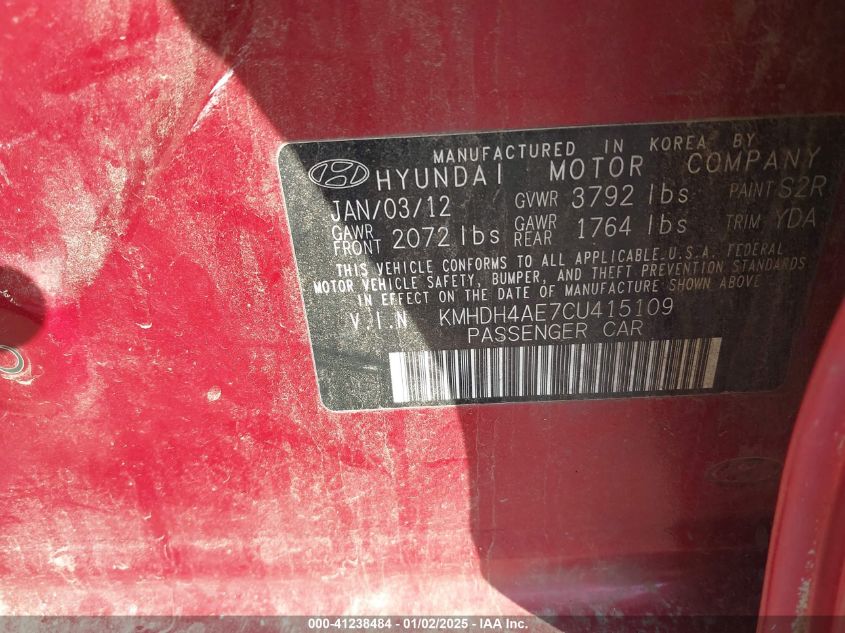 MANUFACTURED IN KOREA BY
HYUNDAI MOTOR COMPANY
JAN/03/12 GVWR 3792 lbs PAINT S2R
GAWR FRONT 2072 lbs GAWR REAR 1764 lbs TRIM YDA
THIS VEHICLE CONFORMS TO ALL APPLICABLE U.S.A. FEDERAL
MOTOR VEHICLE SAFETY, BUMPER, AND THEFT PREVENTION STANDARDS
IN EFFECT ON THE DATE OF MANUFACTURE SHOWN ABOVE
V.I.N KMHDH4AE7CU415109
PASSENGER CAR
000-41238484 - 01/02/2025 - IAA Inc.